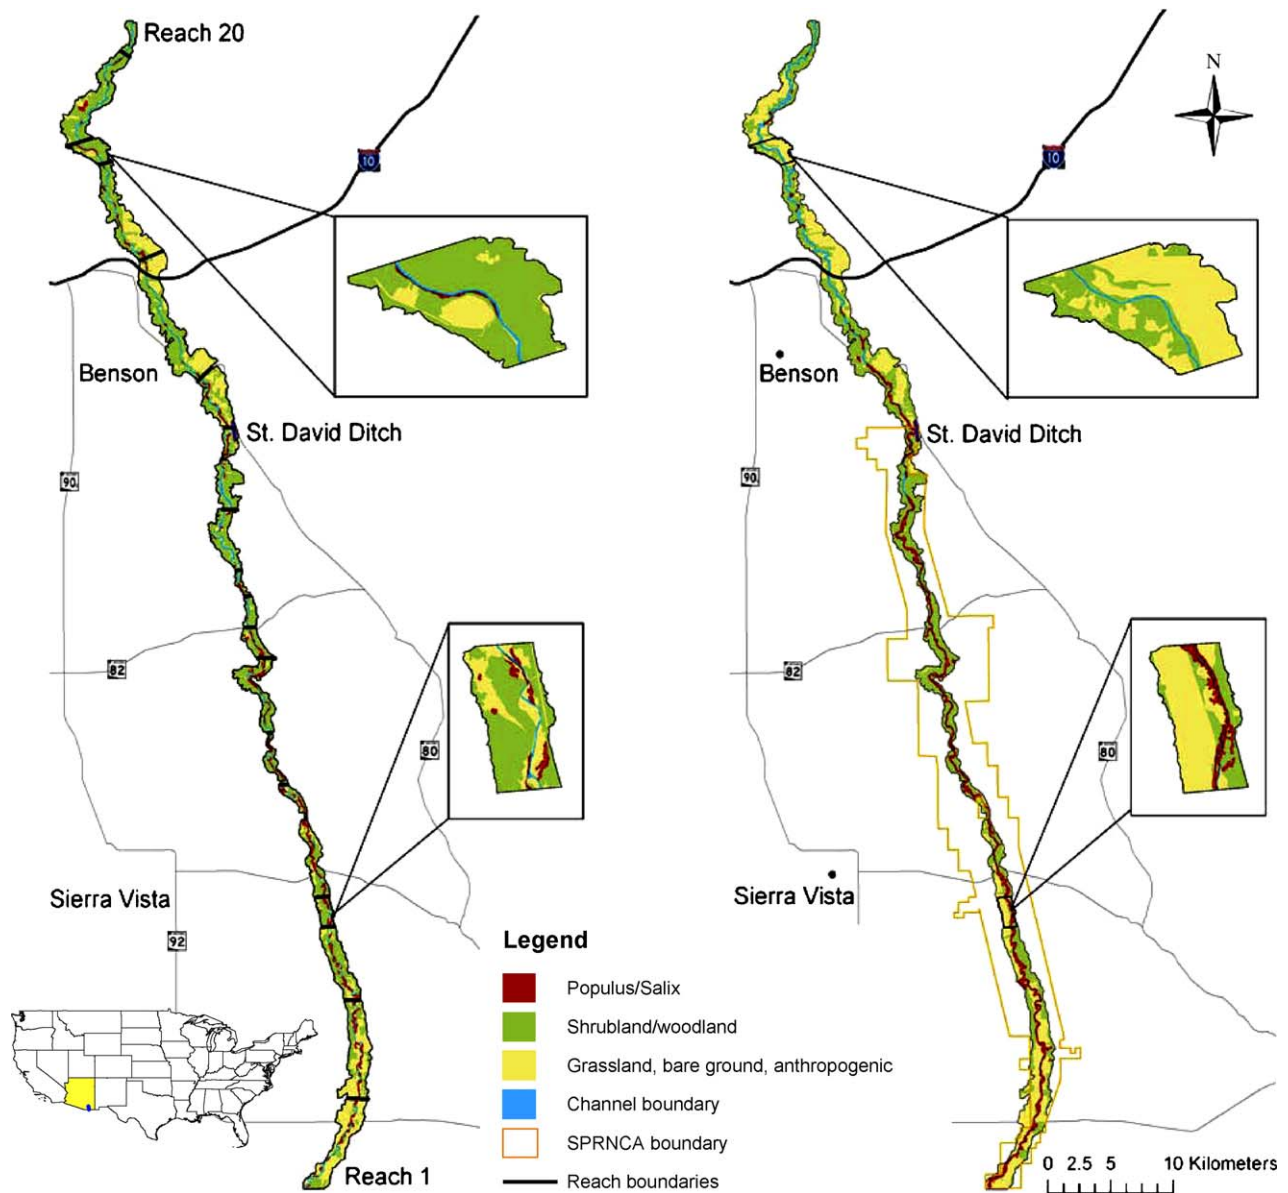 Reach 20
N
10
10
Benson
Benson
St. David Ditch
St. David Ditch
90
90
82
82
80
80
Sierra Vista
Sierra Vista
92
Legend
Populus/Salix
Shrubland/woodland
Grassland, bare ground, anthropogenic
Channel boundary
SPRNCA boundary
Reach boundaries
Reach 1
0 2.5 5 10 Kilometers